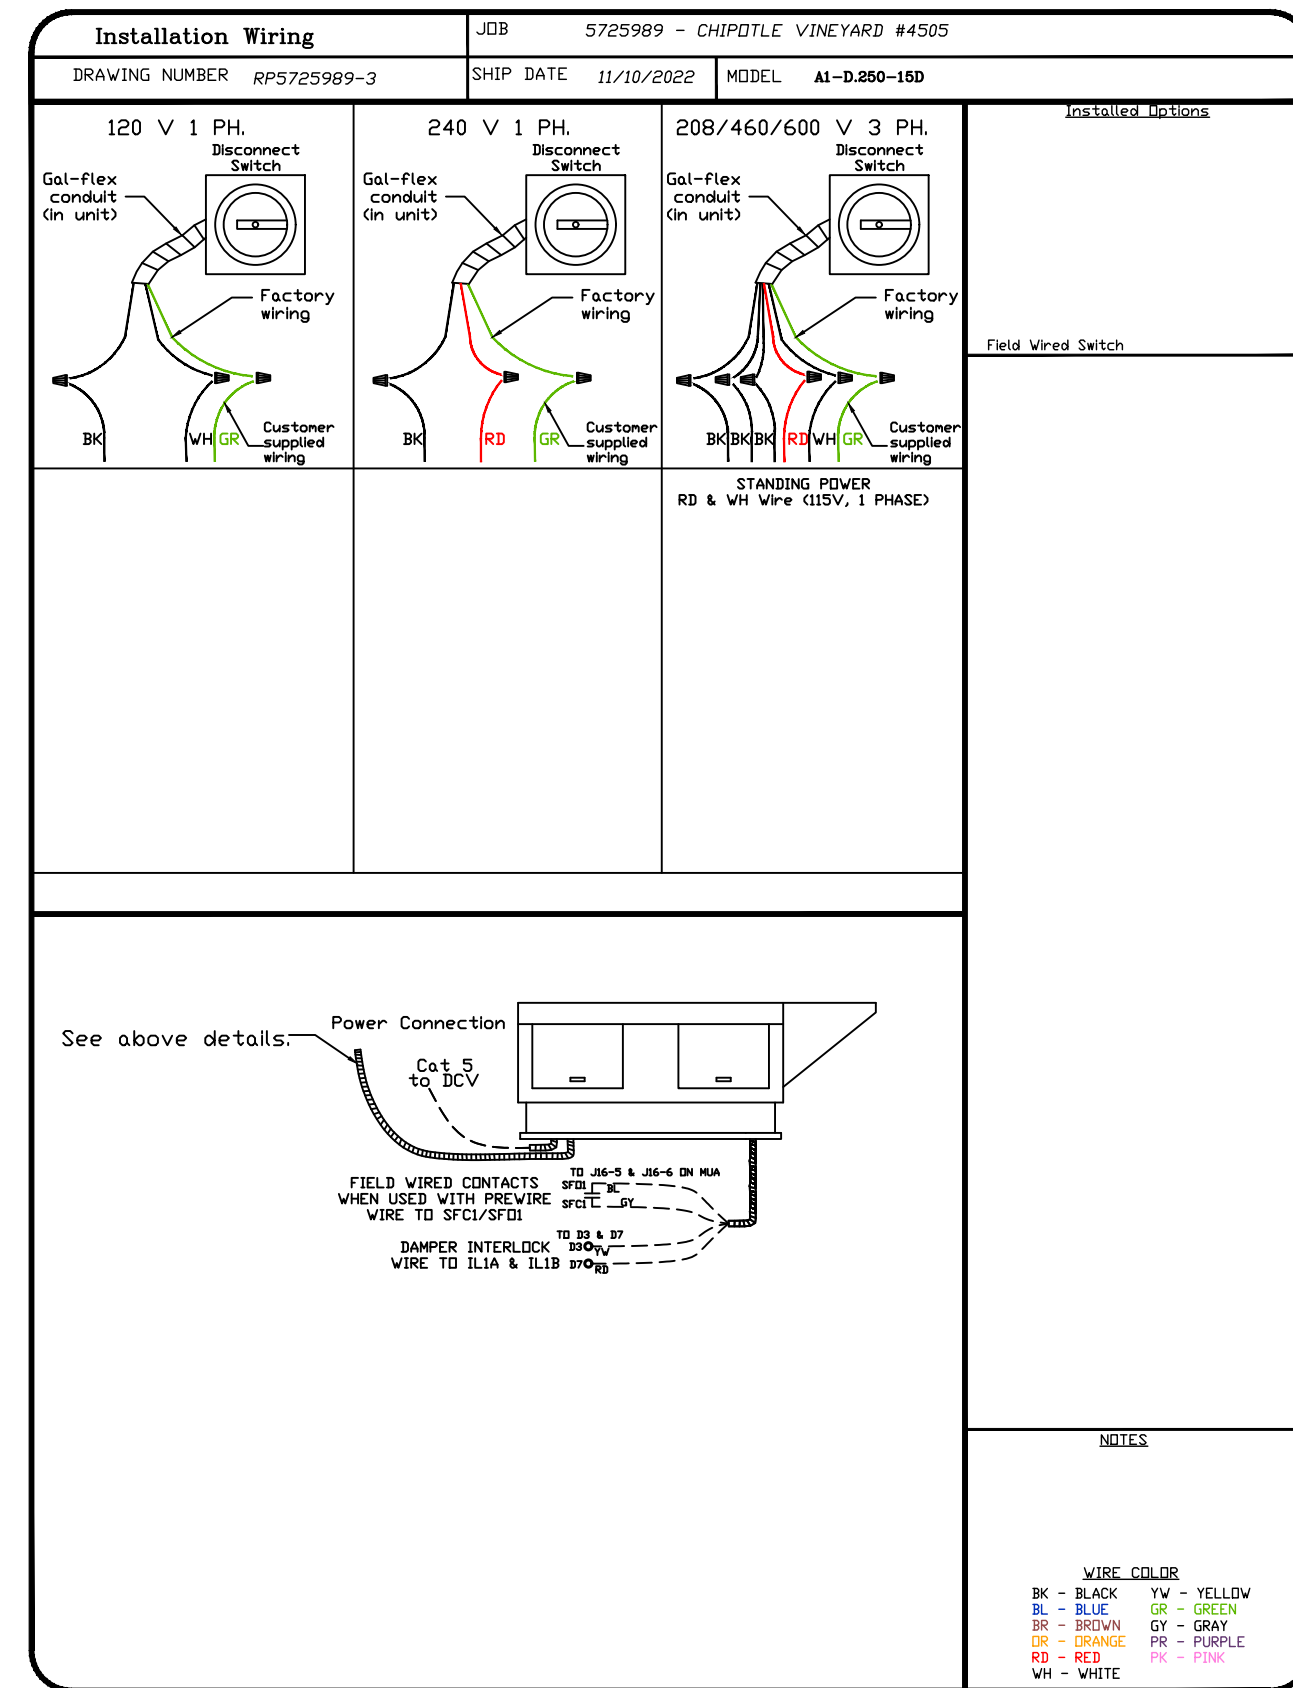 Installation Wiring
JOB 5725989 - CHIPOTLE VINEYARD #4505
DRAWING NUMBER RP5725989-3
SHIP DATE 11/10/2022
MODEL A1-D.250-15D
120 V 1 PH.
Disconnect
Switch
Gal-flex
conduit
(in unit)
Factory
wiring
BK
WH
GR
Customer
supplied
wiring
240 V 1 PH.
Disconnect
Switch
Gal-flex
conduit
(in unit)
Factory
wiring
BK
RD
GR
Customer
supplied
wiring
208/460/600 V 3 PH.
Disconnect
Switch
Gal-flex
conduit
(in unit)
Factory
wiring
BK
BK
BK
RD
WH
GR
Customer
supplied
wiring
STANDING POWER
RD & WH Wire (115V, 1 PHASE)
Installed Options
Field Wired Switch
See above details.
Power Connection
Cat 5
to DCV
TO J16-5 & J16-6 ON MUA
FIELD WIRED CONTACTS
WHEN USED WITH PREWIRE
WIRE TO SFC1/SFO1
SFO1
BL
SFC1
GY
TO D3 & D7
DAMPER INTERLOCK
WIRE TO IL1A & IL1B
D3
YW
D7
RD
NOTES
WIRE COLOR
BK - BLACK YW - YELLOW
BL - BLUE GR - GREEN
BR - BROWN GY - GRAY
OR - ORANGE PR - PURPLE
RD - RED PK - PINK
WH - WHITE